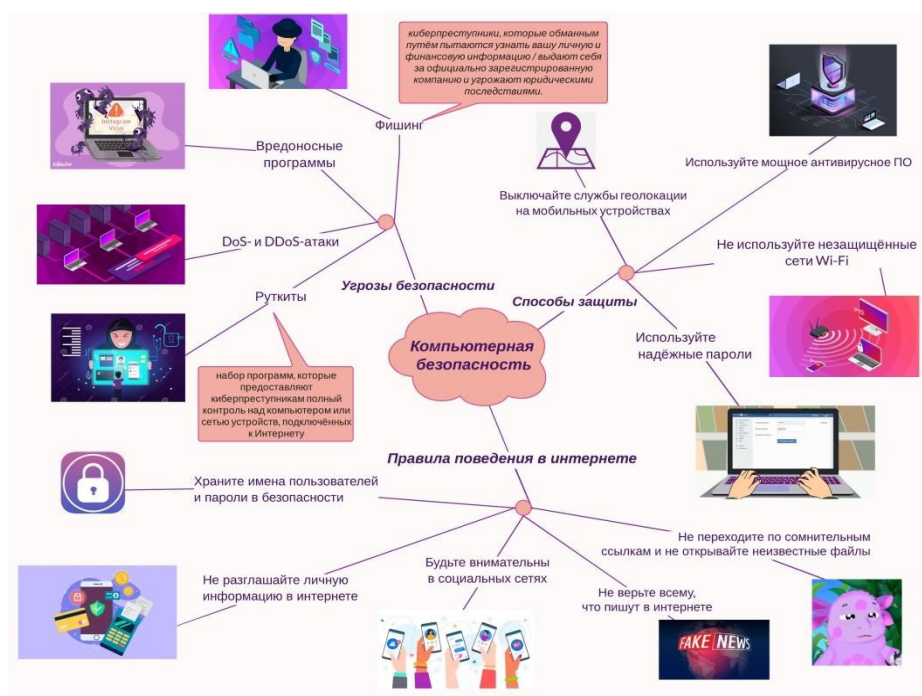 киберпреступники, которые обманным
путём пытаются узнать вашу личную и
финансовую информацию / выдают себя
за официально зарегистрированную
компанию и угрожают юридическими
последствиями.
Фишинг
Instagram
Virus
Вредоносные
программы
DoS- и DDoS-атаки
Руткиты
набор программ, которые
предоставляют
киберпреступникам полный
контроль над компьютером или
сетью устройств, подключённых
к Интернету
Угрозы безопасности
Компьютерная
безопасность
Способы защиты
Выключайте службы геолокации
на мобильных устройствах
Используйте мощное антивирусное ПО
Не используйте незащищённые
сети Wi-Fi
Используйте
надёжные пароли
Правила поведения в интернете
Храните имена пользователей
и пароли в безопасности
Не разглашайте личную
информацию в интернете
Будьте внимательны
в социальных сетях
Не верьте всему,
что пишут в интернете
FAKE NEWS
Не переходите по сомнительным
ссылкам и не открывайте неизвестные файлы